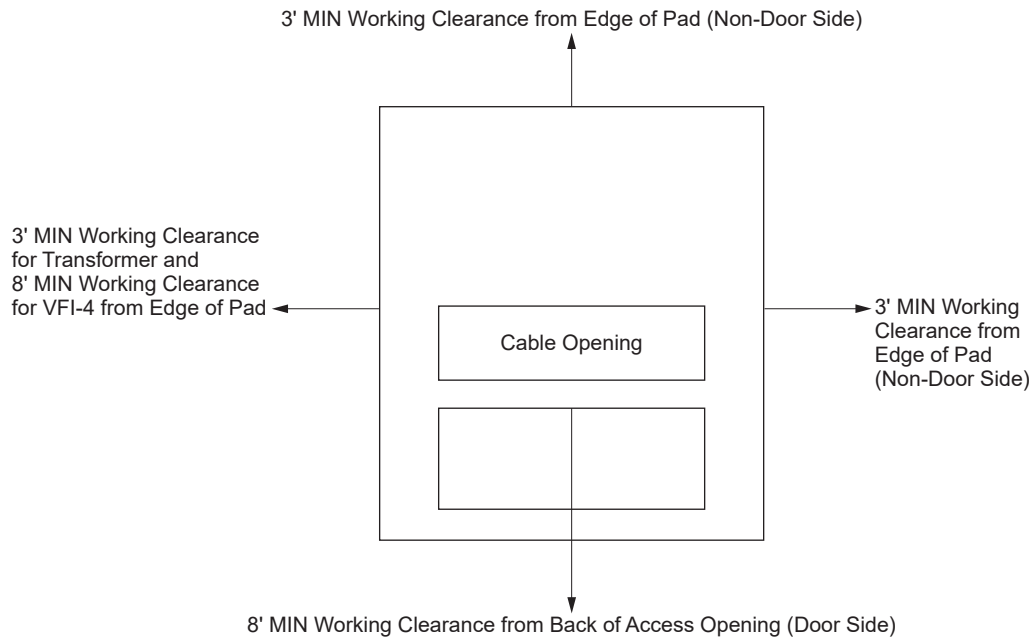 3' MIN Working Clearance from Edge of Pad (Non-Door Side)
3' MIN Working Clearance
for Transformer and
8' MIN Working Clearance
for VFI-4 from Edge of Pad
Cable Opening
3' MIN Working
Clearance from
Edge of Pad
(Non-Door Side)
8' MIN Working Clearance from Back of Access Opening (Door Side)